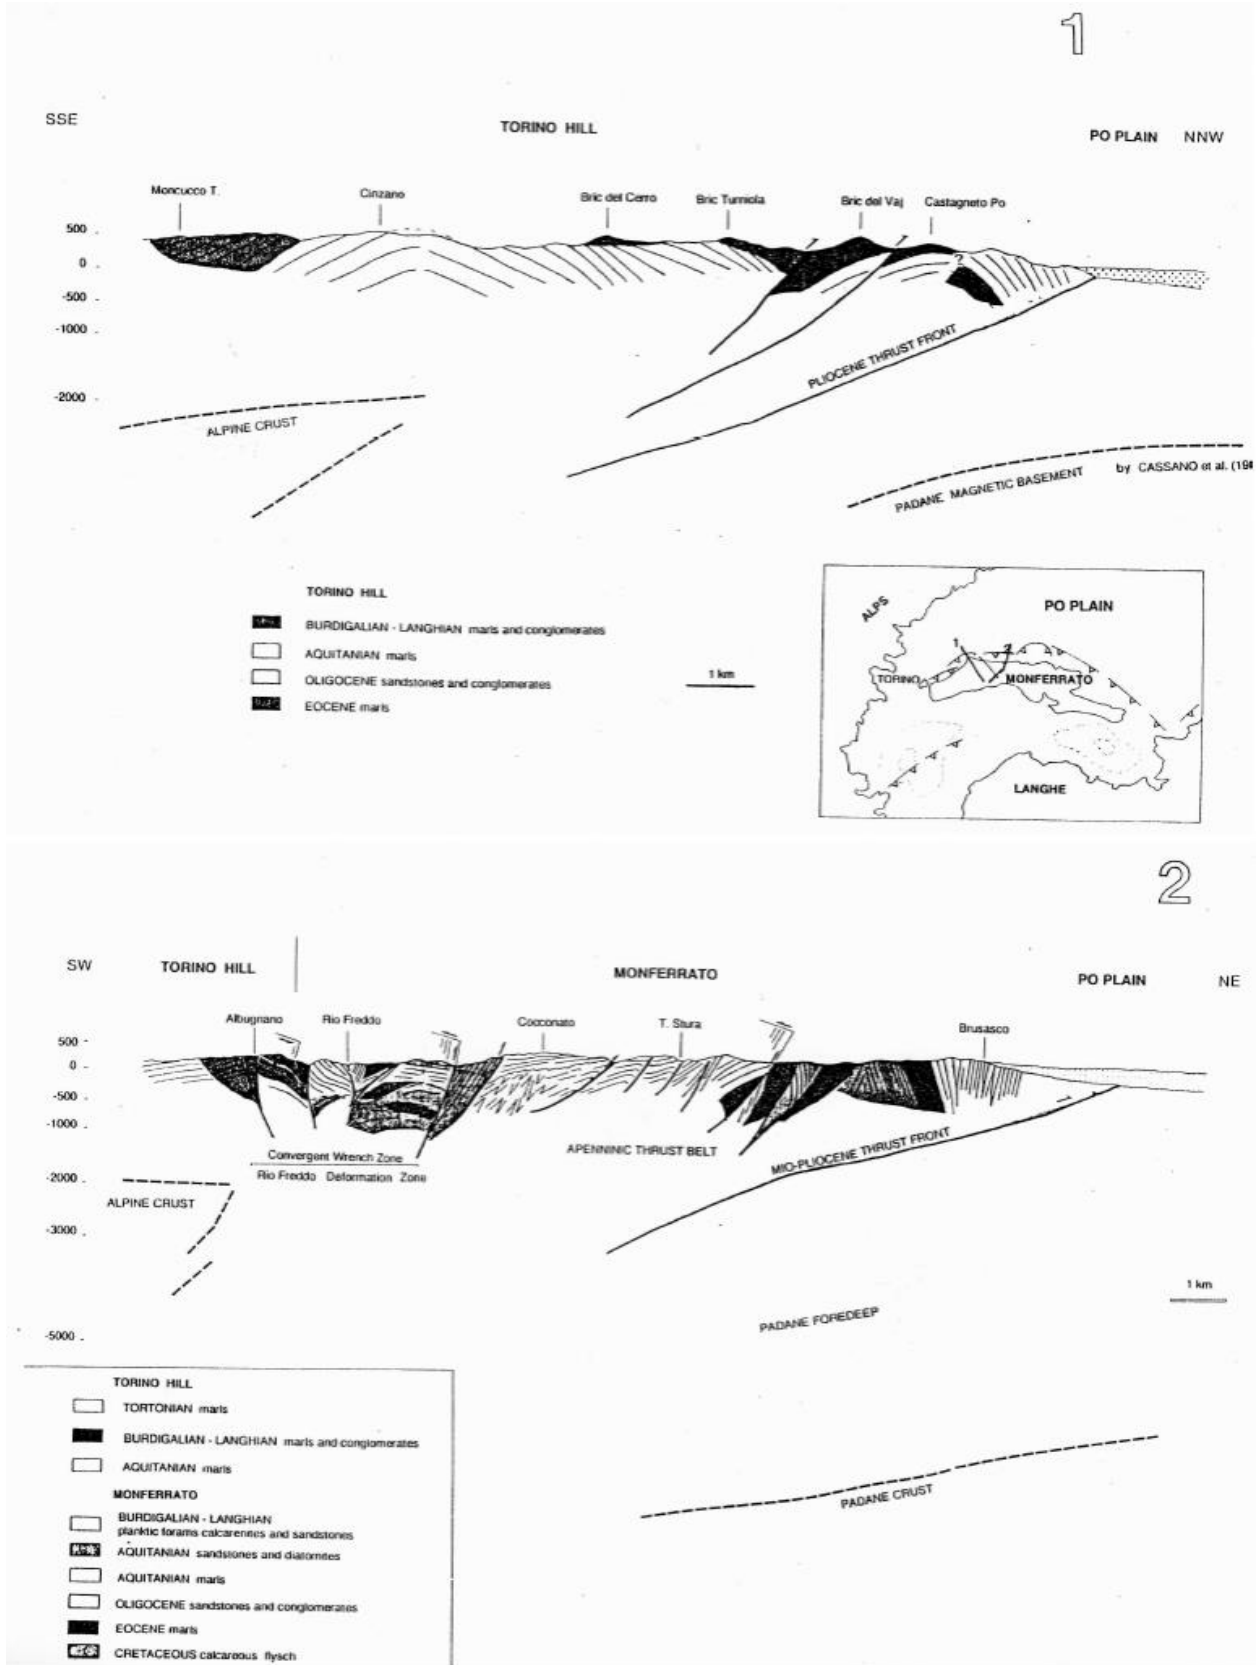 1
SSE
TORINO HILL
PO PLAIN NNW
Moncucco T.
Cinzano
Bric del Cerro
Bric Turniola
Bric del Vaj
Castagneto Po
500
0
-500
-1000
-2000
?
PLIOCENE THRUST FRONT
ALPINE CRUST
PADANE MAGNETIC BASEMENT
by CASSANO et al. (19
TORINO HILL
BURDIGALIAN - LANGHIAN marls and conglomerates
AQUITANIAN marls
OLIGOCENE sandstones and conglomerates
EOCENE marls
1 km
ALPS
PO PLAIN
1
2
TORINO
MONFERRATO
LANGHE
2
SW
TORINO HILL
MONFERRATO
PO PLAIN
NE
Albugnano
Rio Freddo
Cocconato
T. Stura
Brusasco
500
0
-500
-1000
-2000
-3000
-5000
Convergent Wrench Zone
Rio Freddo Deformation Zone
APENNINIC THRUST BELT
MIO-PLIOCENE THRUST FRONT
ALPINE CRUST
1 km
PADANE FOREDEEP
PADANE CRUST
TORINO HILL
TORTONIAN marls
BURDIGALIAN - LANGHIAN marls and conglomerates
AQUITANIAN marls
MONFERRATO
BURDIGALIAN - LANGHIAN
planktic forams calcarenites and sandstones
AQUITANIAN sandstones and diatomites
AQUITANIAN marls
OLIGOCENE sandstones and conglomerates
EOCENE marls
CRETACEOUS calcareous flysch